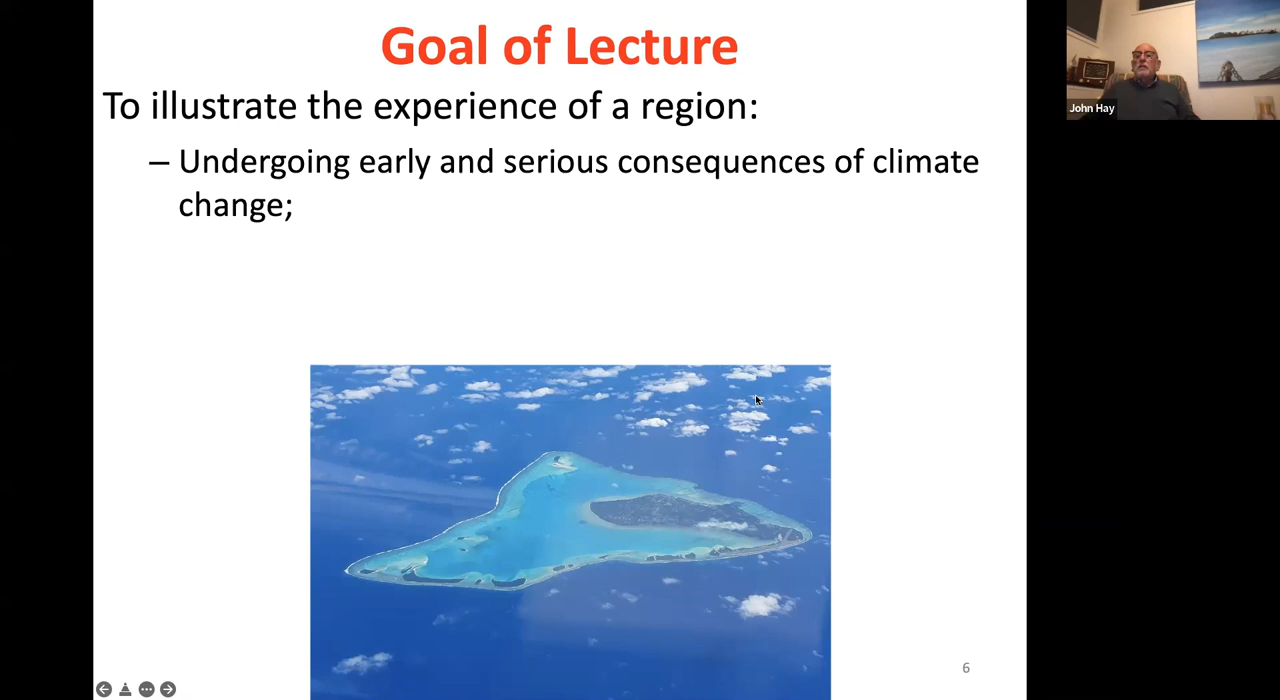 Goal of Lecture
To illustrate the experience of a region:
– Undergoing early and serious consequences of climate
change;
John Hay
6